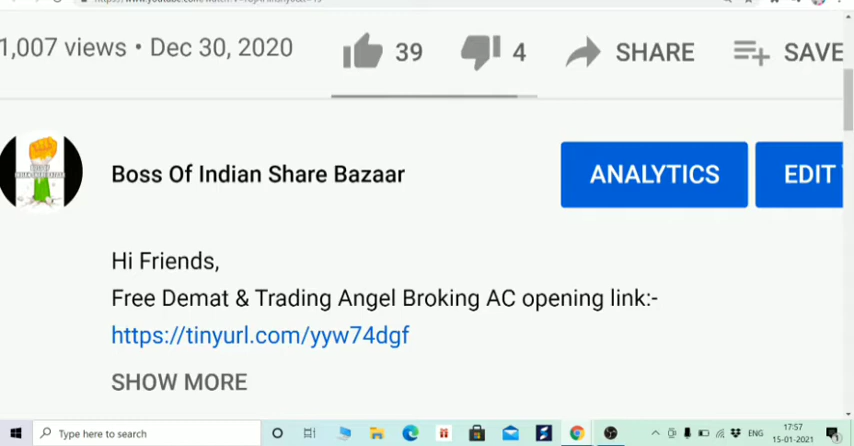 1,007 views • Dec 30, 2020 39 4 SHARE SAVE
Boss Of Indian Share Bazaar ANALYTICS EDIT
Hi Friends,
Free Demat & Trading Angel Broking AC opening link:-
https://tinyurl.com/yyw74dgf
SHOW MORE
Type here to search ENG 17:57
15-01-2021